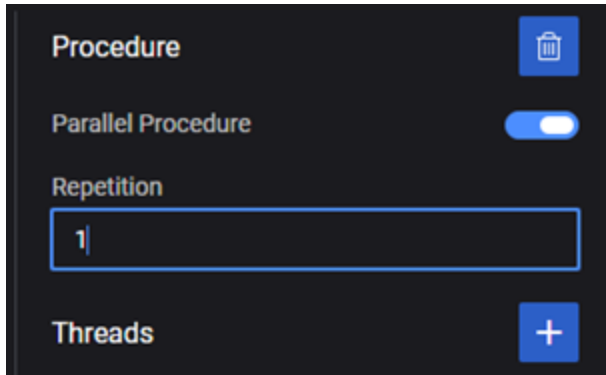 Procedure
Parallel Procedure
Repetition
1
Threads